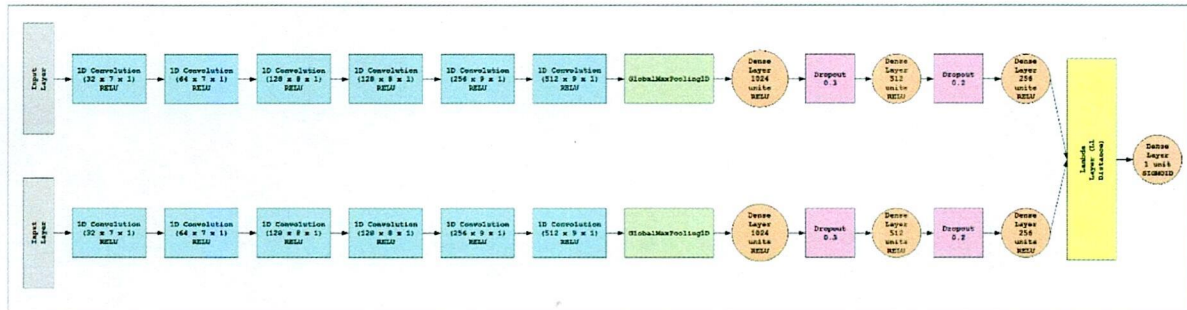 Input
Layer
1D Convolution
(32 x 7 x 1)
RELU
1D Convolution
(64 x 7 x 1)
RELU
1D Convolution
(128 x 8 x 1)
RELU
1D Convolution
(128 x 8 x 1)
RELU
1D Convolution
(256 x 9 x 1)
RELU
1D Convolution
(512 x 9 x 1)
RELU
GlobalMaxPooling1D
Dense
Layer
1024
units
RELU
Dropout
0.3
Dense
Layer
512
units
RELU
Dropout
0.2
Dense
Layer
256
units
RELU
Lambda
Layer (L1
Distance)
Dense
Layer
1 unit
SIGMOID
Input
Layer
1D Convolution
(32 x 7 x 1)
RELU
1D Convolution
(64 x 7 x 1)
RELU
1D Convolution
(128 x 8 x 1)
RELU
1D Convolution
(128 x 8 x 1)
RELU
1D Convolution
(256 x 9 x 1)
RELU
1D Convolution
(512 x 9 x 1)
RELU
GlobalMaxPooling1D
Dense
Layer
1024
units
RELU
Dropout
0.3
Dense
Layer
512
units
RELU
Dropout
0.2
Dense
Layer
256
units
RELU